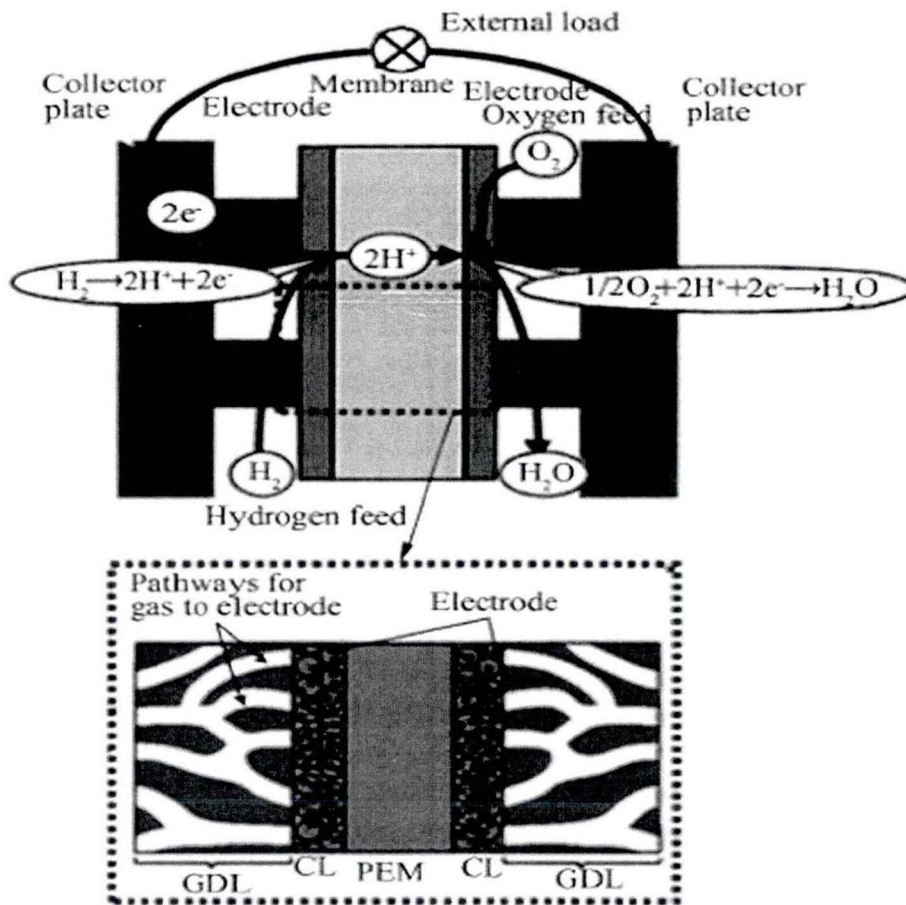 External load
Collector
plate
Electrode
Membrane
Electrode
Oxygen feed
Collector
plate
O₂
2e⁻
2H⁺
H₂→2H⁺+2e⁻
1/2O₂+2H⁺+2e⁻→H₂O
H₂
H₂O
Hydrogen feed
Pathways for
gas to electrode
Electrode
GDL
CL
PEM
CL
GDL